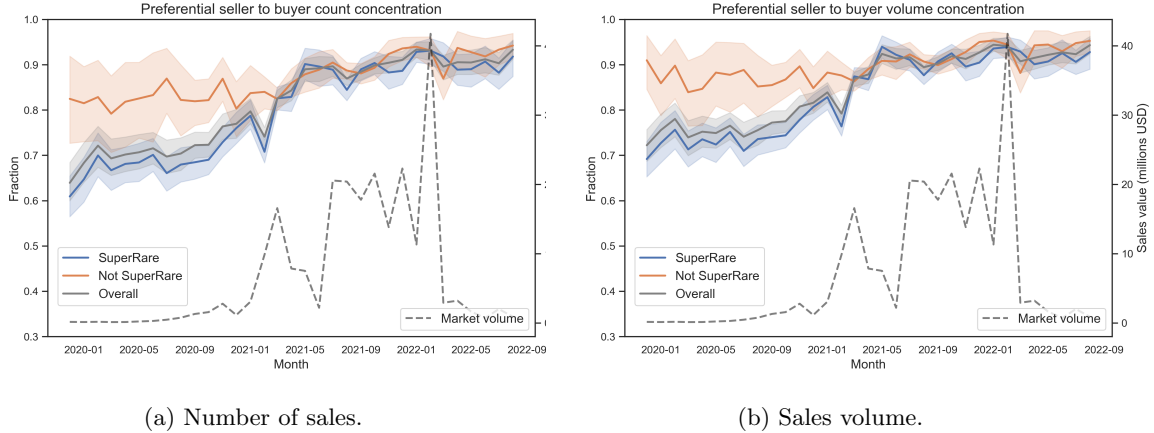 Preferential seller to buyer count concentration
1.0
0.9
0.8
0.7
0.6
0.5
0.4
0.3
Fraction
SuperRare
Not SuperRare
Overall
Market volume
2020-01 2020-05 2020-09 2021-01 2021-05 2021-09 2022-01 2022-05 2022-09
Month
(a) Number of sales.
Preferential seller to buyer volume concentration
1.0
0.9
0.8
0.7
0.6
0.5
0.4
0.3
Fraction
SuperRare
Not SuperRare
Overall
Market volume
40
30
20
10
0
Sales value (millions USD)
2020-01 2020-05 2020-09 2021-01 2021-05 2021-09 2022-01 2022-05 2022-09
Month
(b) Sales volume.